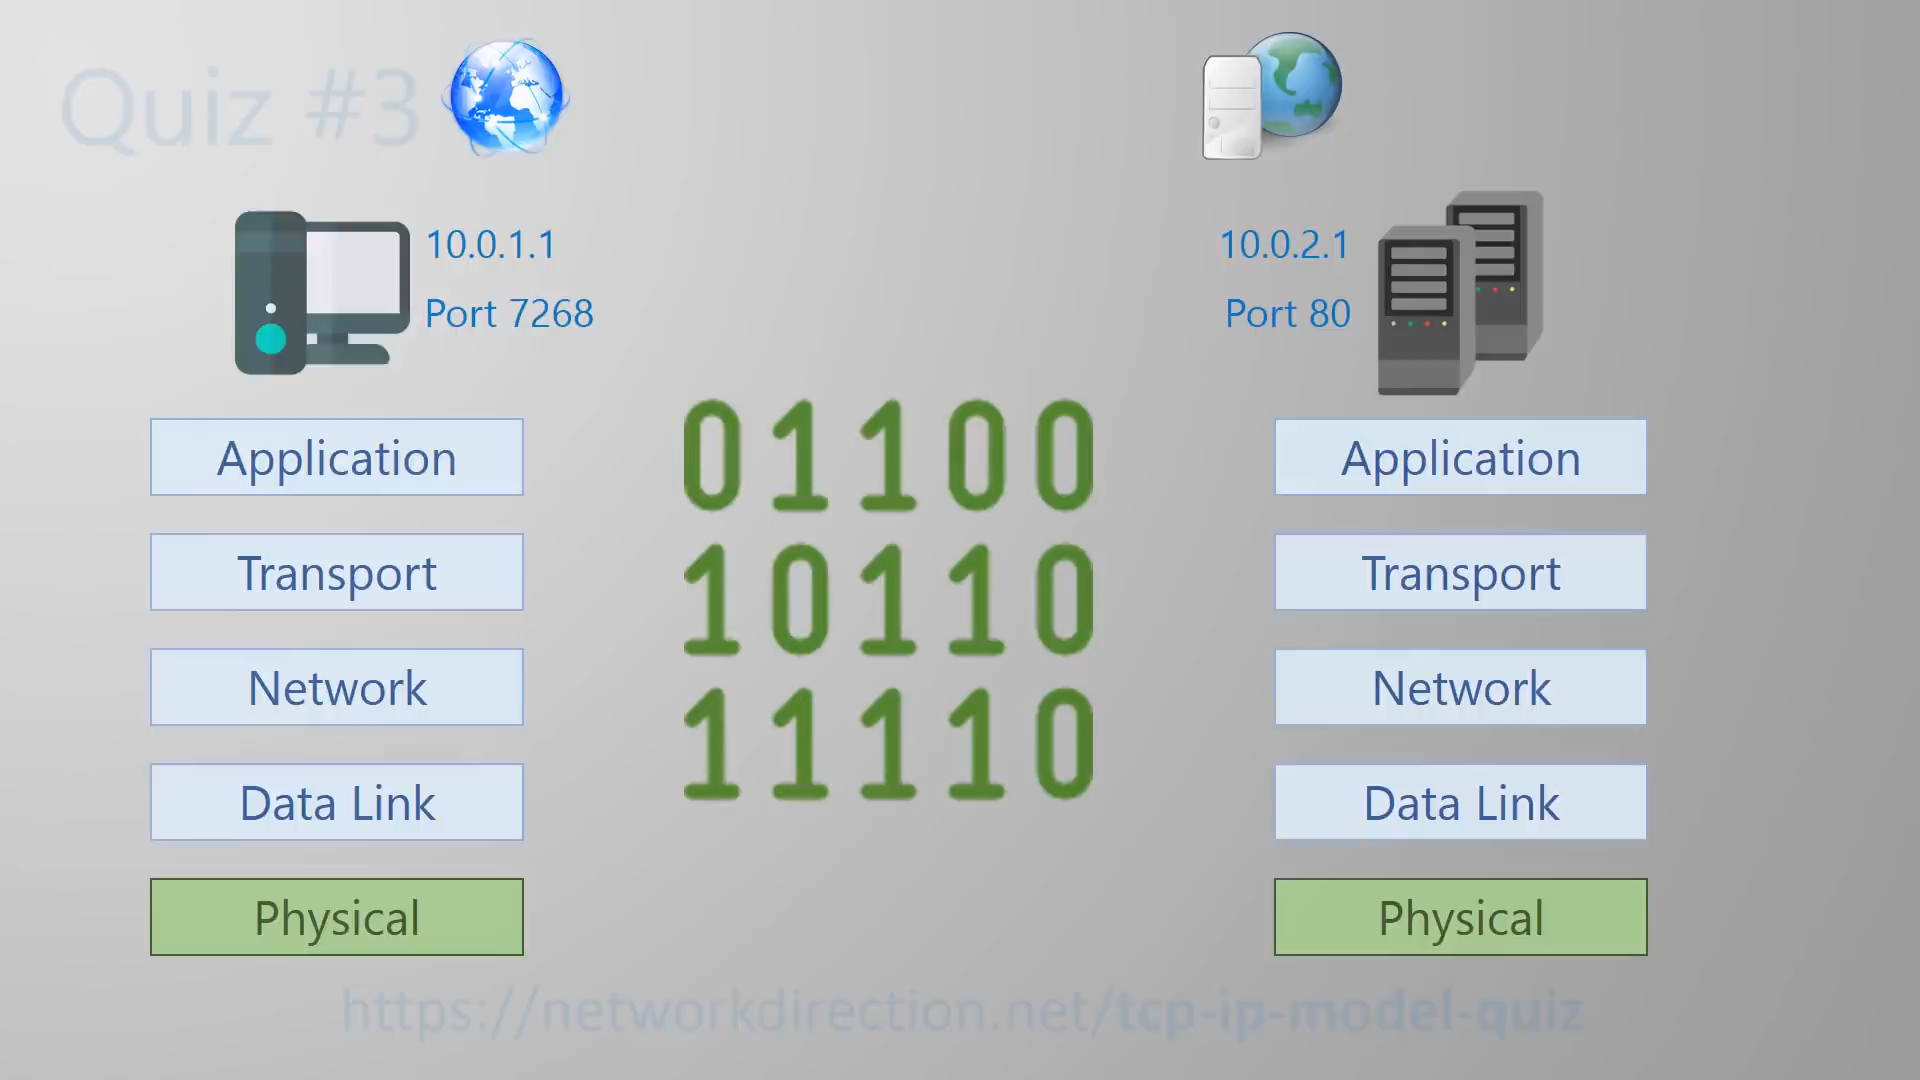 Quiz #3
10.0.1.1
Port 7268
10.0.2.1
Port 80
Application
Transport
Network
Data Link
Physical
01100
10110
11110
Application
Transport
Network
Data Link
Physical
https://networkdirection.net/tcp-ip-model-quiz